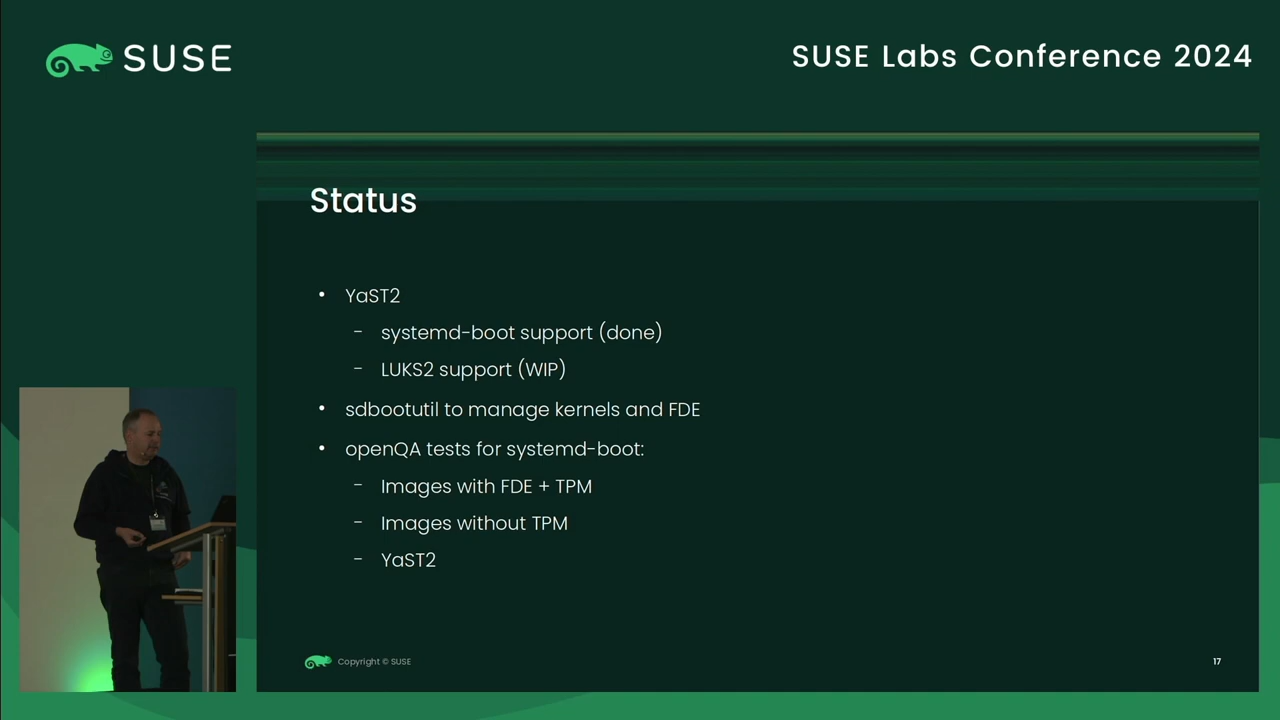 SUSE
SUSE Labs Conference 2024
Status
• YaST2
- systemd-boot support (done)
- LUKS2 support (WIP)
• sdbootutil to manage kernels and FDE
• openQA tests for systemd-boot:
- Images with FDE + TPM
- Images without TPM
- YaST2
Copyright © SUSE
17